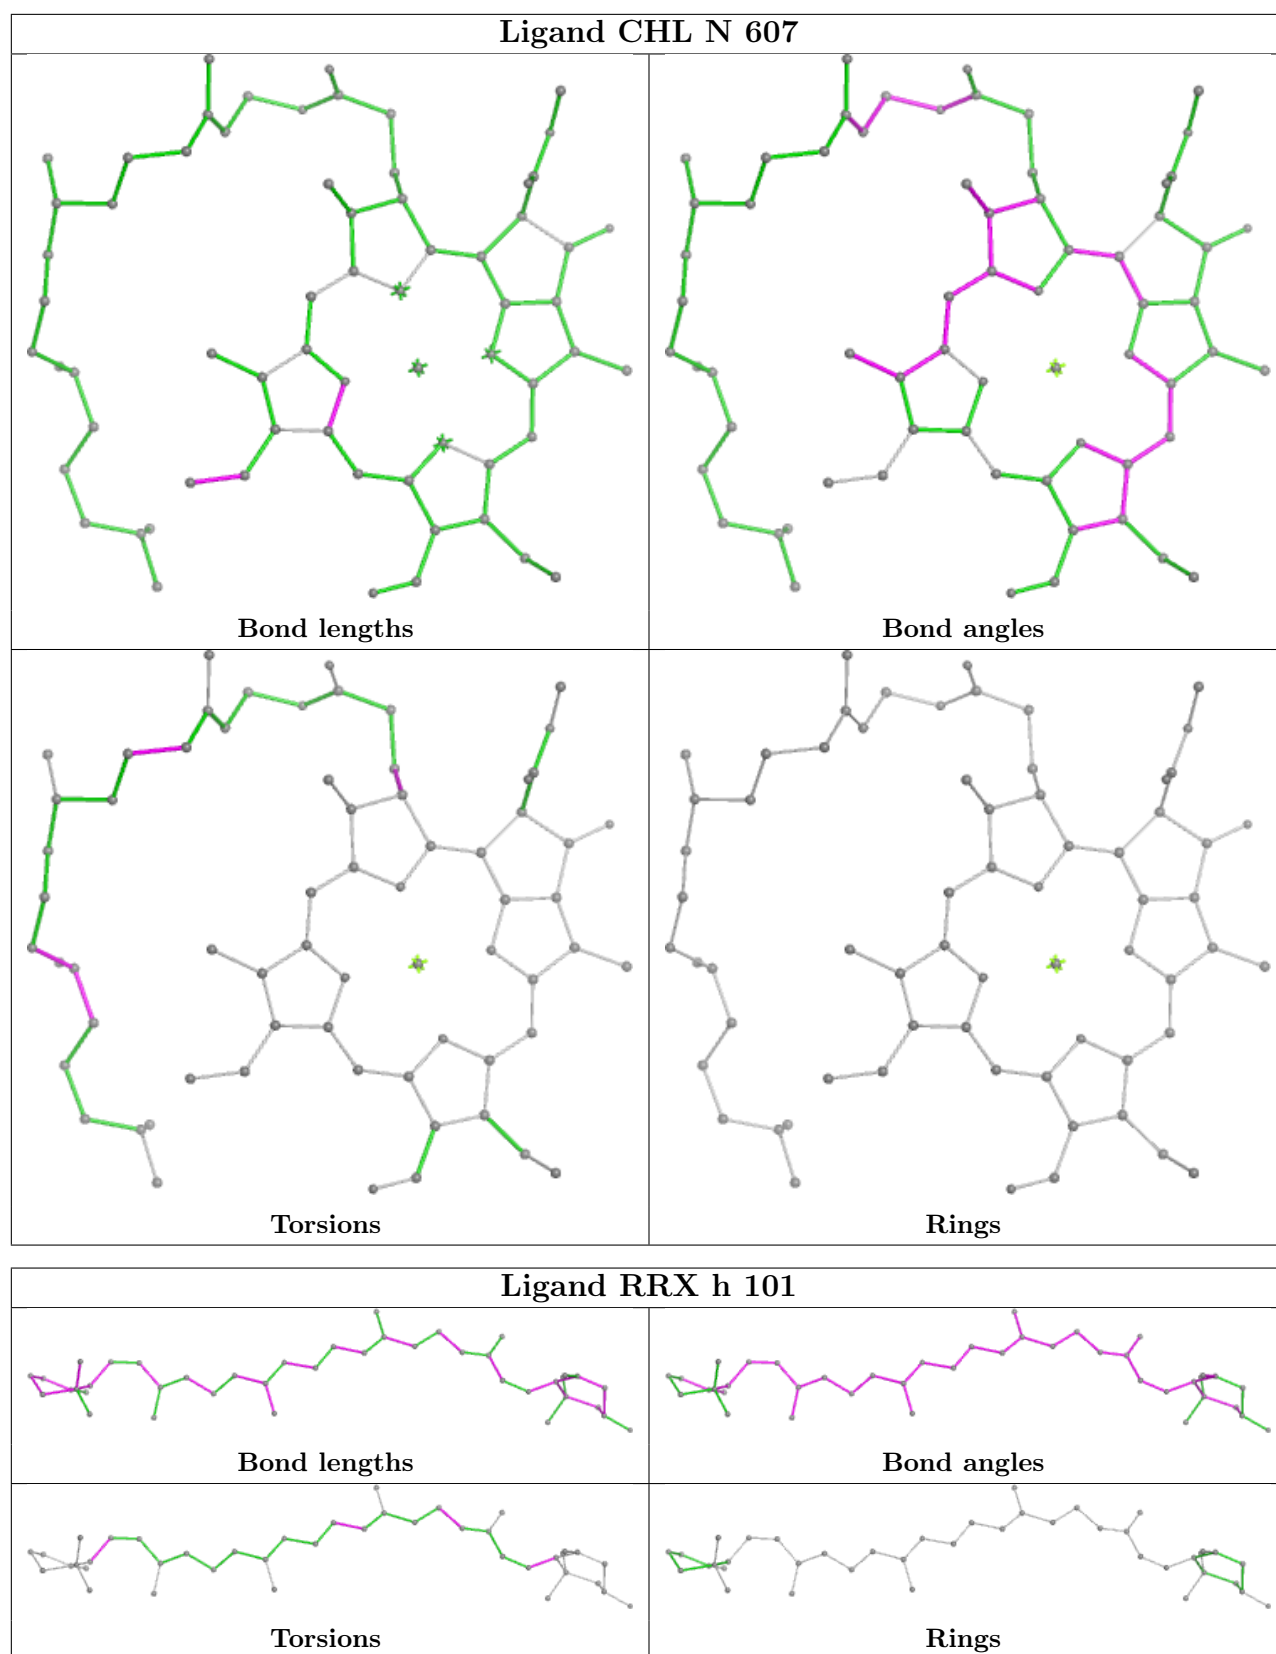 Ligand CHL N 607
Bond lengths
Bond angles
Torsions
Rings
Ligand RRX h 101
Bond lengths
Bond angles
Torsions
Rings